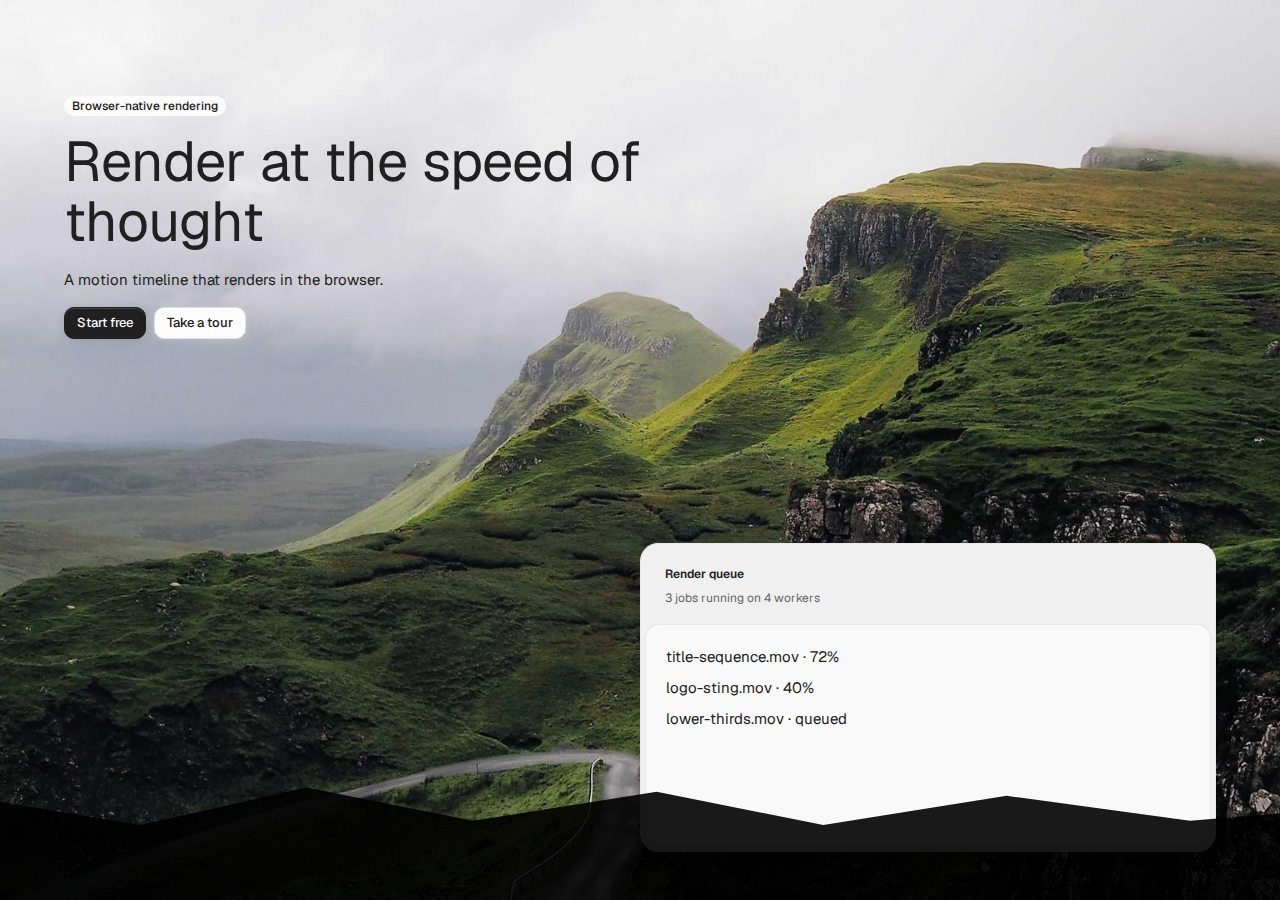 Browser-native rendering
Render at the speed of
thought
A motion timeline that renders in the browser.
Start free
Take a tour
Render queue
3 jobs running on 4 workers
title-sequence.mov · 72%
logo-sting.mov · 40%
lower-thirds.mov · queued